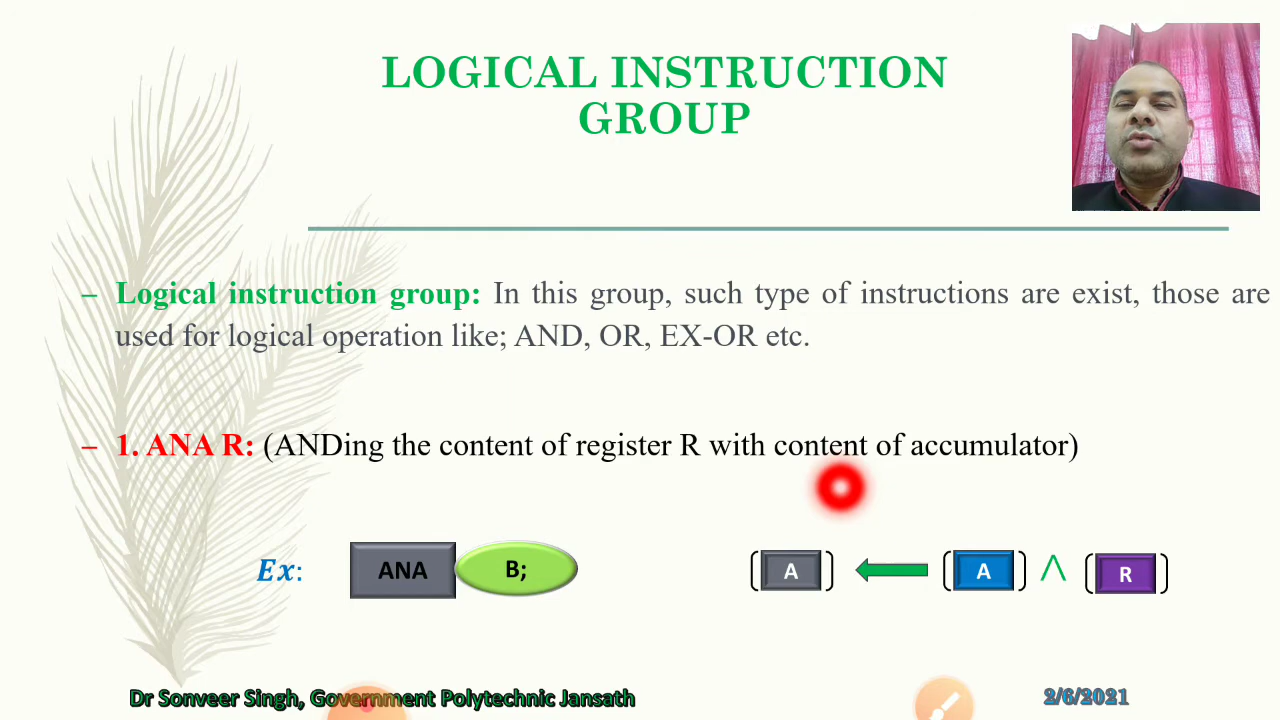 LOGICAL INSTRUCTION
GROUP
– Logical instruction group: In this group, such type of instructions are exist, those are
used for logical operation like; AND, OR, EX-OR etc.
– 1. ANA R: (ANDing the content of register R with content of accumulator)
Ex: ANA B; (A) ← (A) ∧ (R)
Dr Sonveer Singh, Government Polytechnic Jansath 2/6/2021